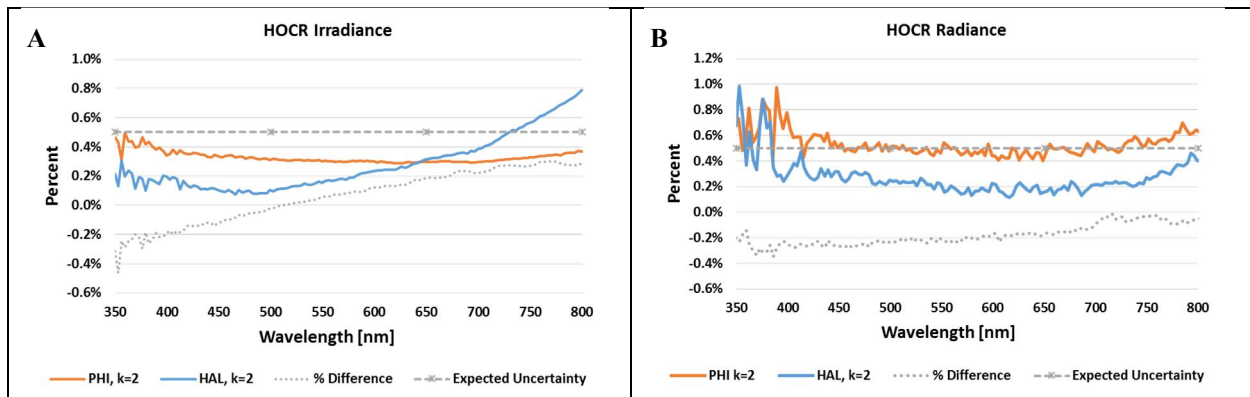 A
HOCR Irradiance
1.0%
0.8%
0.6%
0.4%
0.2%
0.0%
-0.2%
-0.4%
-0.6%
Percent
350 400 450 500 550 600 650 700 750 800
Wavelength [nm]
PHI, k=2 HAL, k=2 % Difference Expected Uncertainty
B
HOCR Radiance
1.2%
1.0%
0.8%
0.6%
0.4%
0.2%
0.0%
-0.2%
-0.4%
-0.6%
Percent
350 400 450 500 550 600 650 700 750 800
Wavelength [nm]
PHI k=2 HAL, k=2 % Difference Expected Uncertainty